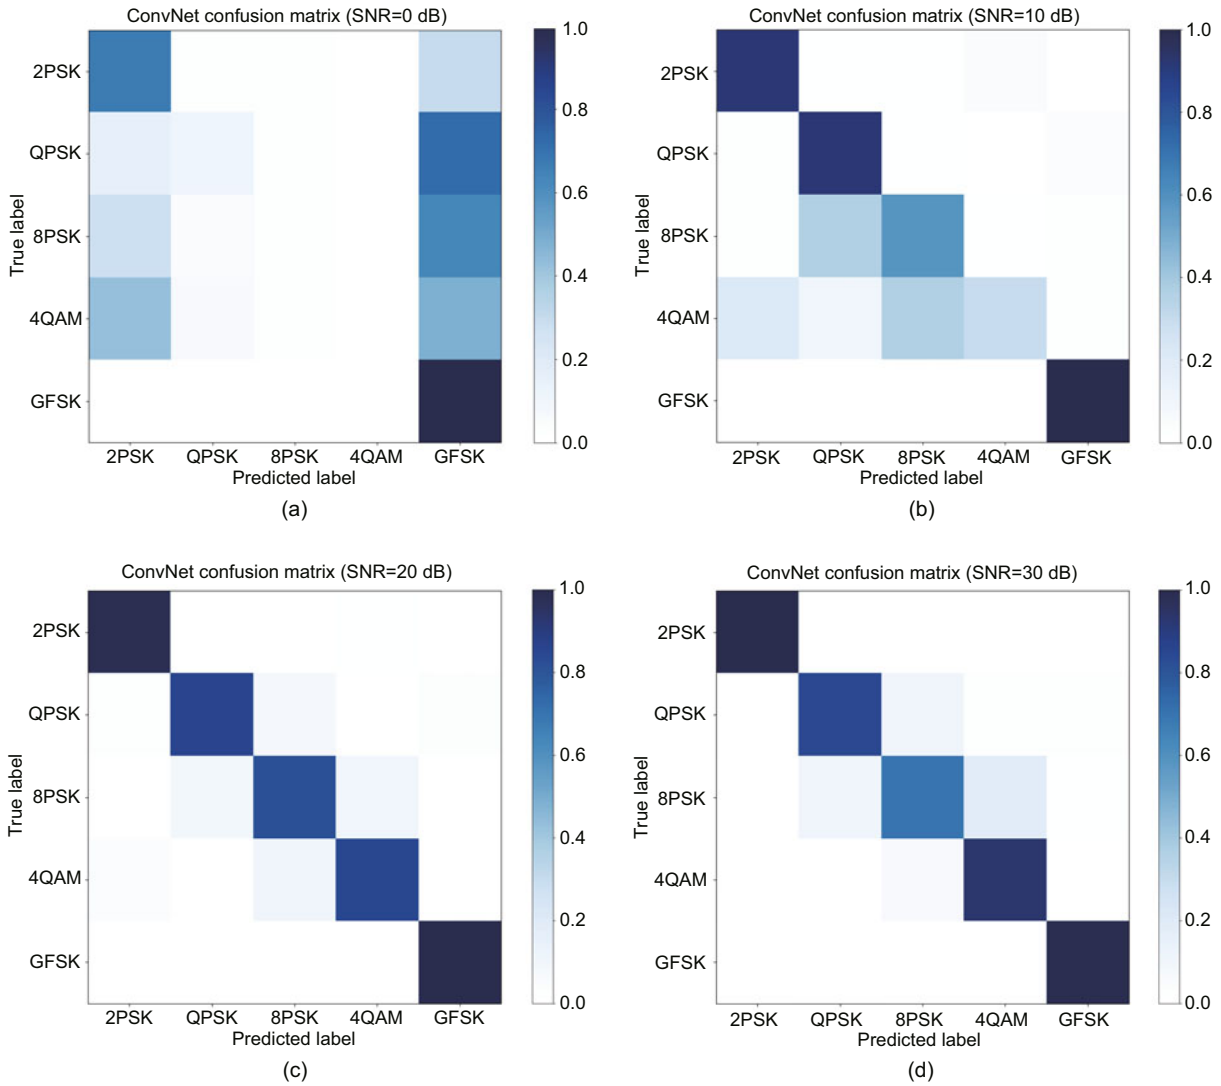 ConvNet confusion matrix (SNR=0 dB)
2PSK
QPSK
8PSK
4QAM
GFSK
True label
2PSK QPSK 8PSK 4QAM GFSK
Predicted label
1.0
0.8
0.6
0.4
0.2
0.0
(a)
ConvNet confusion matrix (SNR=10 dB)
2PSK
QPSK
8PSK
4QAM
GFSK
True label
2PSK QPSK 8PSK 4QAM GFSK
Predicted label
1.0
0.8
0.6
0.4
0.2
0.0
(b)
ConvNet confusion matrix (SNR=20 dB)
2PSK
QPSK
8PSK
4QAM
GFSK
True label
2PSK QPSK 8PSK 4QAM GFSK
Predicted label
1.0
0.8
0.6
0.4
0.2
0.0
(c)
ConvNet confusion matrix (SNR=30 dB)
2PSK
QPSK
8PSK
4QAM
GFSK
True label
2PSK QPSK 8PSK 4QAM GFSK
Predicted label
1.0
0.8
0.6
0.4
0.2
0.0
(d)